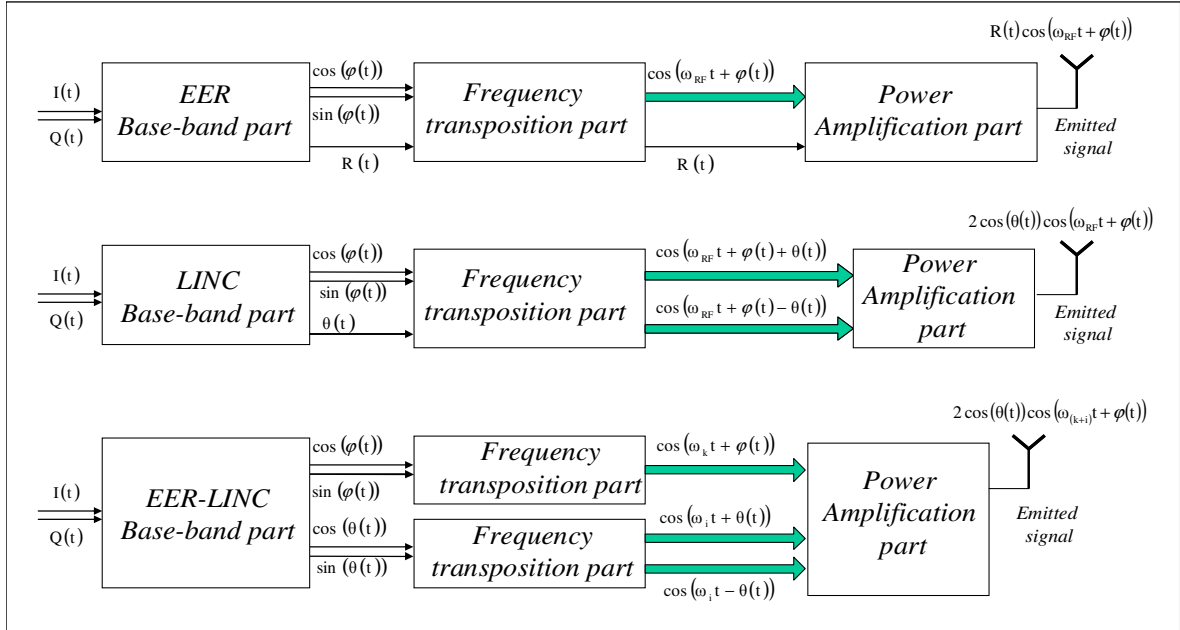 R(t)cos(ω_RF t + φ(t))
cos(φ(t))
cos(ω_RF t + φ(t))
I(t)
EER
Base-band part
Frequency
transposition part
Power
Amplification part
sin(φ(t))
Q(t)
Emitted
signal
R(t)
R(t)
2cos(θ(t))cos(ω_RF t + φ(t))
cos(φ(t))
cos(ω_RF t + φ(t) + θ(t))
I(t)
LINC
Base-band part
Frequency
transposition part
Power
Amplification
part
sin(φ(t))
cos(ω_RF t + φ(t) − θ(t))
Q(t)
θ(t)
Emitted
signal
2cos(θ(t))cos(ω_(k+i) t + φ(t))
cos(φ(t))
cos(ω_k t + φ(t))
Frequency
transposition part
I(t)
EER-LINC
Base-band part
sin(φ(t))
Power
Amplification
part
Q(t)
cos(θ(t))
cos(ω_i t + θ(t))
Emitted
signal
Frequency
transposition part
sin(θ(t))
cos(ω_i t − θ(t))